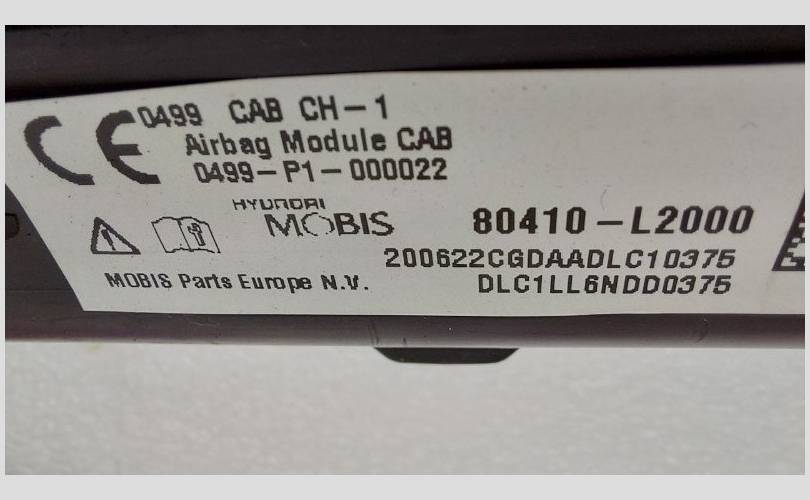 CE 0499 CAB CH-1
Airbag Module CAB
0499-P1-000022
HYUNDAI
MOBIS
80410-L2000
200622CGDAADLC10375
MOBIS Parts Europe N.V.
DLC1LL6NDD0375